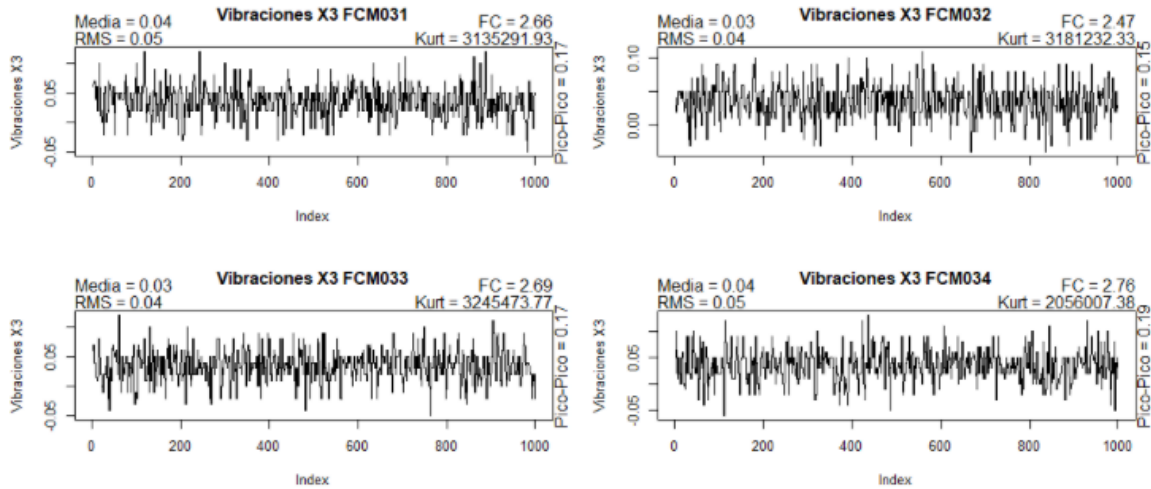 Vibraciones X3 FCM031
Media = 0.04
FC = 2.66
RMS = 0.05
Kurt = 3135291.93
Vibraciones X3
0.05
-0.05
Pico-Pico = 0.17
0 200 400 600 800 1000
Index
Vibraciones X3 FCM032
Media = 0.03
FC = 2.47
RMS = 0.04
Kurt = 3181232.33
Vibraciones X3
0.10
0.00
Pico-Pico = 0.15
0 200 400 600 800 1000
Index
Vibraciones X3 FCM033
Media = 0.03
FC = 2.69
RMS = 0.04
Kurt = 3245473.77
Vibraciones X3
0.05
-0.05
Pico-Pico = 0.17
0 200 400 600 800 1000
Index
Vibraciones X3 FCM034
Media = 0.04
FC = 2.76
RMS = 0.05
Kurt = 2056007.38
Vibraciones X3
0.05
-0.05
Pico-Pico = 0.19
0 200 400 600 800 1000
Index